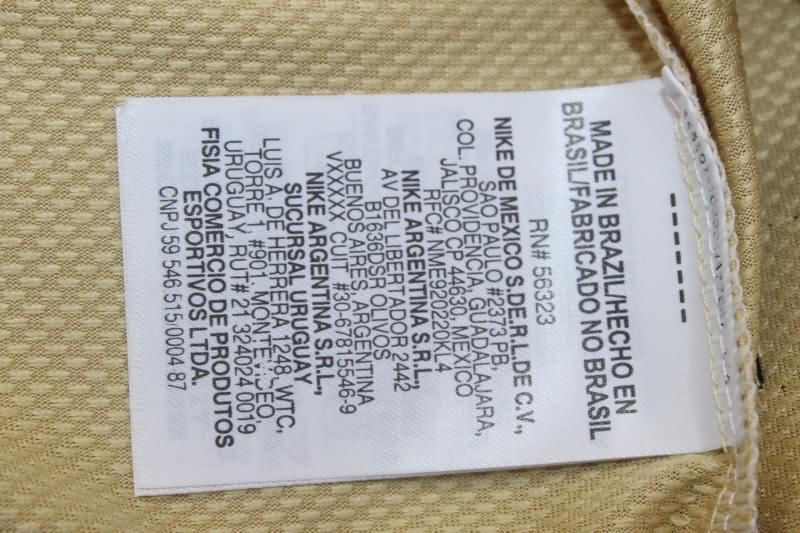 MADE IN BRAZIL/HECHO EN
BRASIL/FABRICADO NO BRASIL
RN# 56323
NIKE DE MEXICO S.DE.R.L.DE C.V.,
SAO PAULO #2373 PB,
COL. PROVIDENCIA, GUADALAJARA,
JALISCO CP 44630, MEXICO
RFC# NME920220KL4
NIKE ARGENTINA S.R.L.,
AV DEL LIBERTADOR 2442
B1636DSR OLIVOS
BUENOS AIRES, ARGENTINA
VXXXXX CUIT #30-67815546-9
NIKE ARGENTINA S.R.L,
SUCURSAL URUGUAY
LUIS A. DE HERRERA 1248, WTC,
TORRE 1 #901, MONTEVIDEO,
URUGUAY, RUT# 21 324024 0019
FISIA COMERCIO DE PRODUTOS
ESPORTIVOS LTDA.
CNPJ 59 546 515/0004-87